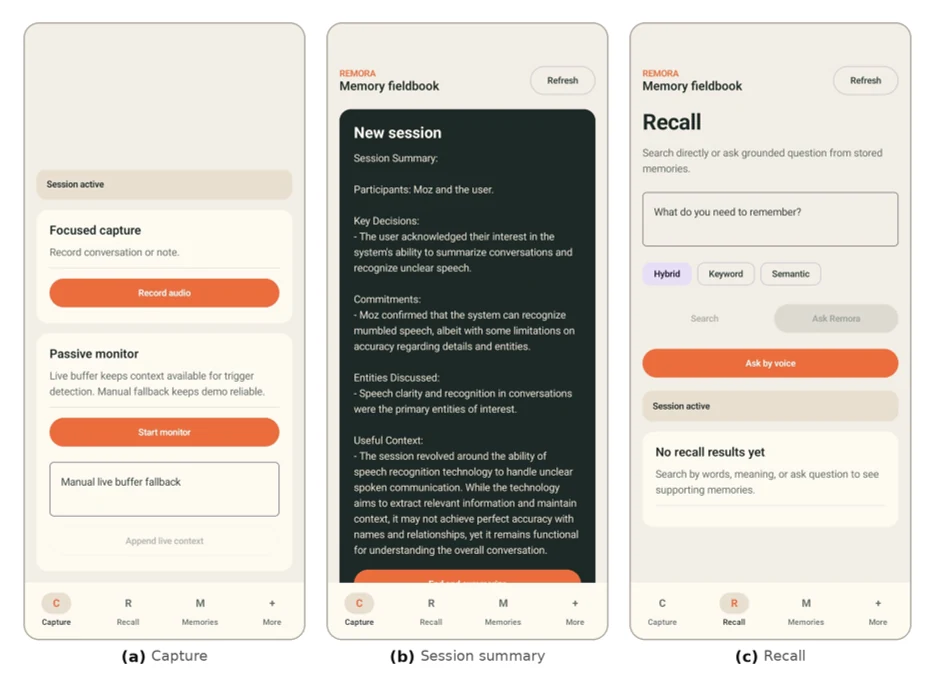 Session active
Focused capture
Record conversation or note.
Record audio
Passive monitor
Live buffer keeps context available for trigger
detection. Manual fallback keeps demo reliable.
Start monitor
Manual live buffer fallback
Append live context
C
R
M
+
Capture
Recall
Memories
More
(a) Capture
REMORA
Memory fieldbook
Refresh
New session
Session Summary:
Participants: Moz and the user.
Key Decisions:
- The user acknowledged their interest in the
system's ability to summarize conversations and
recognize unclear speech.
Commitments:
- Moz confirmed that the system can recognize
mumbled speech, albeit with some limitations on
accuracy regarding details and entities.
Entities Discussed:
- Speech clarity and recognition in conversations
were the primary entities of interest.
Useful Context:
- The session revolved around the ability of
speech recognition technology to handle unclear
spoken communication. While the technology
aims to extract relevant information and maintain
context, it may not achieve perfect accuracy with
names and relationships, yet it remains functional
for understanding the overall conversation.
C
R
M
+
Capture
Recall
Memories
More
(b) Session summary
REMORA
Memory fieldbook
Refresh
Recall
Search directly or ask grounded question from stored
memories.
What do you need to remember?
Hybrid
Keyword
Semantic
Search
Ask Remora
Ask by voice
Session active
No recall results yet
Search by words, meaning, or ask question to see
supporting memories.
C
R
M
+
Capture
Recall
Memories
More
(c) Recall